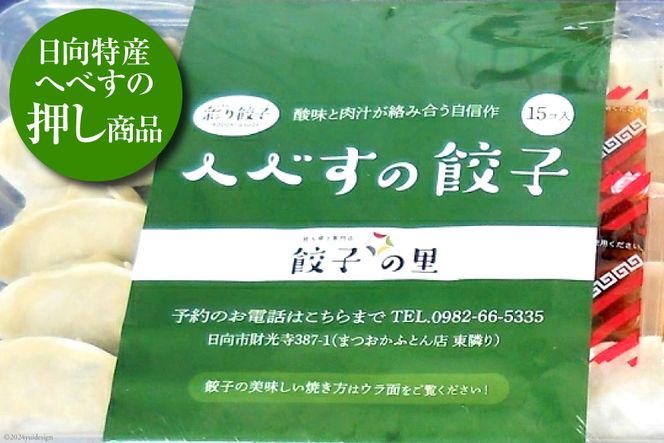 日向特産
へべすの
押し商品
彩り餃子
酸味と肉汁が絡み合う自信作
15コ入
へべすの餃子
餃子の里
予約のお電話はこちらまで TEL.0982-66-5335
日向市財光寺387-1(まつおかふとん店 東隣り)
餃子の美味しい焼き方はウラ面をご覧ください!
©2024yuidesign